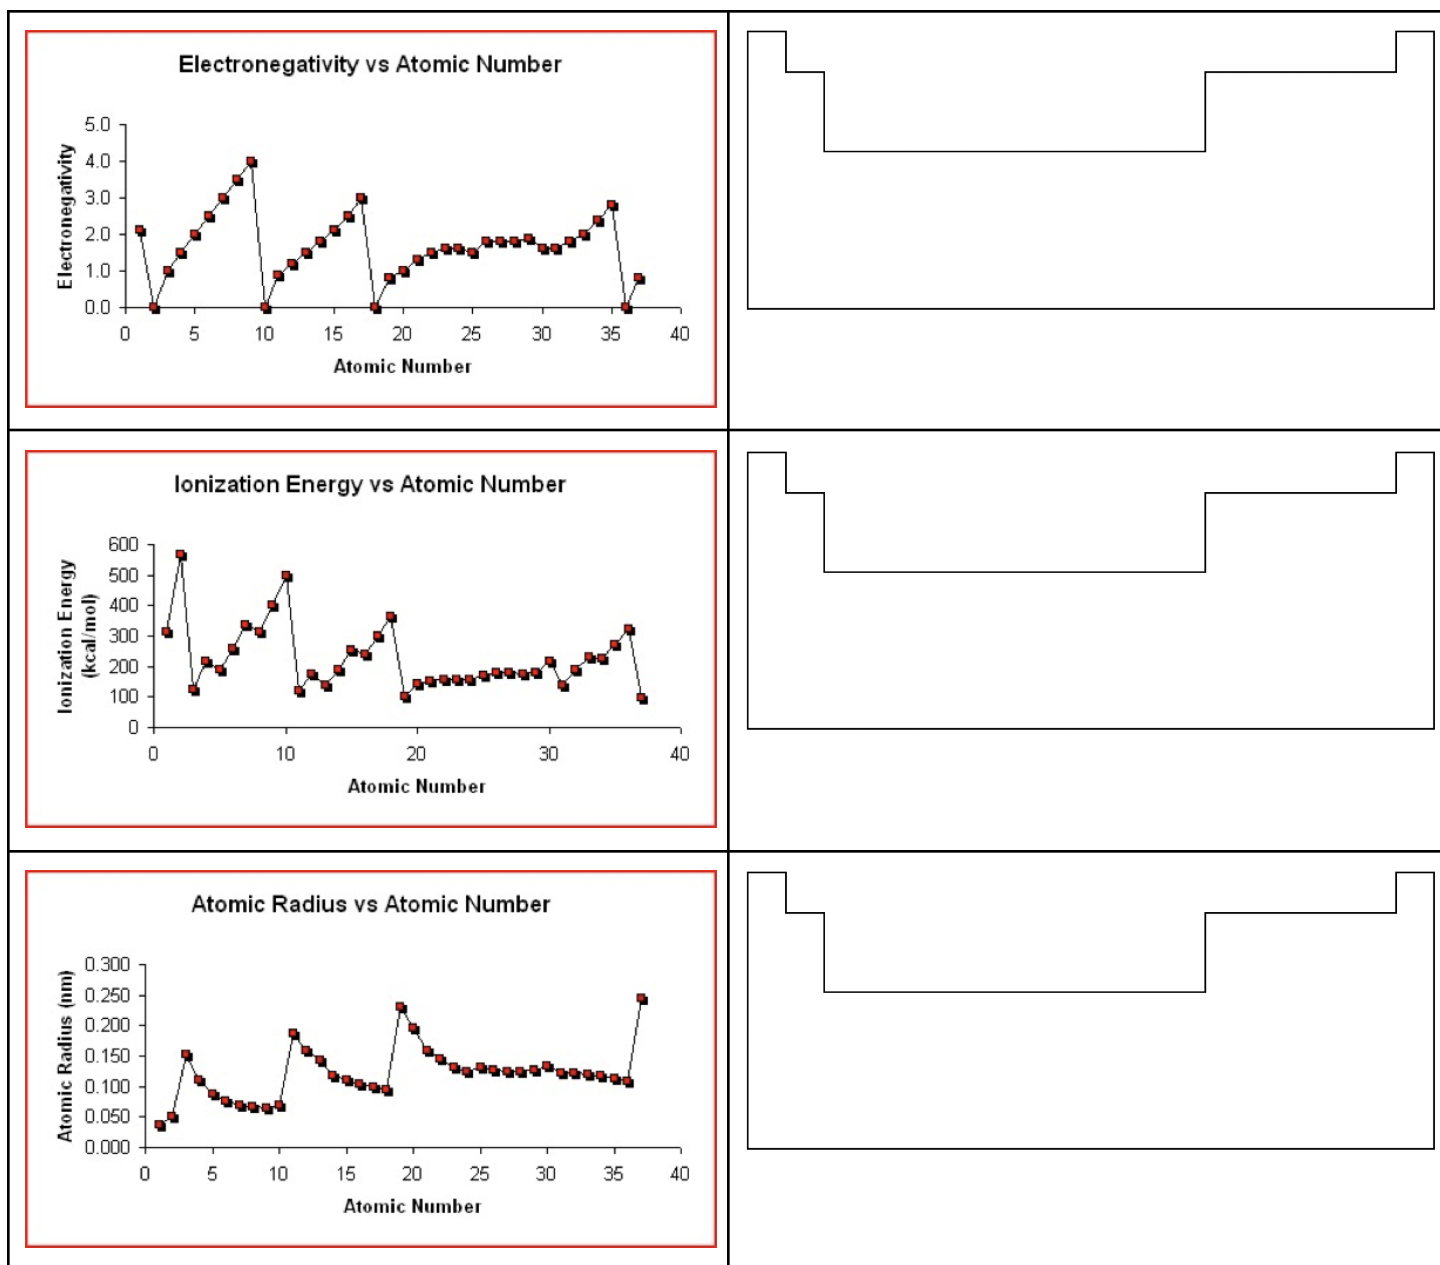 Electronegativity vs Atomic Number
Electronegativity
5.0
4.0
3.0
2.0
1.0
0.0
0 5 10 15 20 25 30 35 40
Atomic Number
Ionization Energy vs Atomic Number
Ionization Energy
(kcal/mol)
600
500
400
300
200
100
0
0 10 20 30 40
Atomic Number
Atomic Radius vs Atomic Number
Atomic Radius (nm)
0.300
0.250
0.200
0.150
0.100
0.050
0.000
0 5 10 15 20 25 30 35 40
Atomic Number